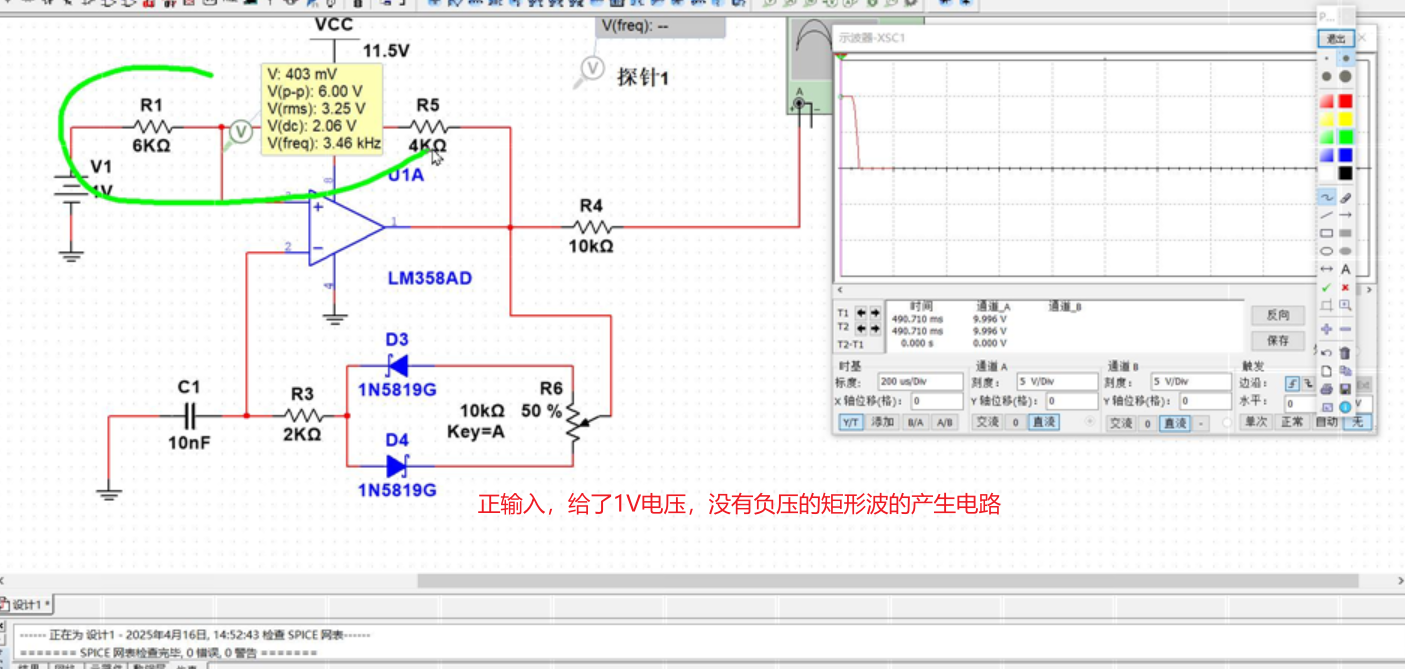 VCC
11.5V
V(freq): --
探针1
V: 403 mV
V(p-p): 6.00 V
V(rms): 3.25 V
V(dc): 2.06 V
V(freq): 3.46 kHz
V
V
R1
6KΩ
R5
4KΩ
V1
1V
U1A
8
3
1
2
4
+
−
LM358AD
R4
10kΩ
A
D3
1N5819G
C1
10nF
R3
2KΩ
R6
50 %
10kΩ
Key=A
D4
1N5819G
正输入，给了1V电压，没有负压的矩形波的产生电路
示波器-XSC1
P...
退出
A
T1
T2
T2-T1
时间 通道_A 通道_B
490.710 ms 9.996 V
490.710 ms 9.996 V
0.000 s 0.000 V
反向
保存
时基
标度: 200 us/Div
X 轴位移(格): 0
Y/T 添加 B/A A/B
通道 A
刻度: 5 V/Div
Y 轴位移(格): 0
交流 0 直流
通道 B
刻度: 5 V/Div
Y 轴位移(格): 0
交流 0 直流 -
触发
边沿: Ext
水平: 0 V
单次 正常 自动 无
设计1 *
------ 正在为 设计1 - 2025年4月16日, 14:52:43 检查 SPICE 网表------
======= SPICE 网表检查完毕, 0 错误, 0 警告 =======